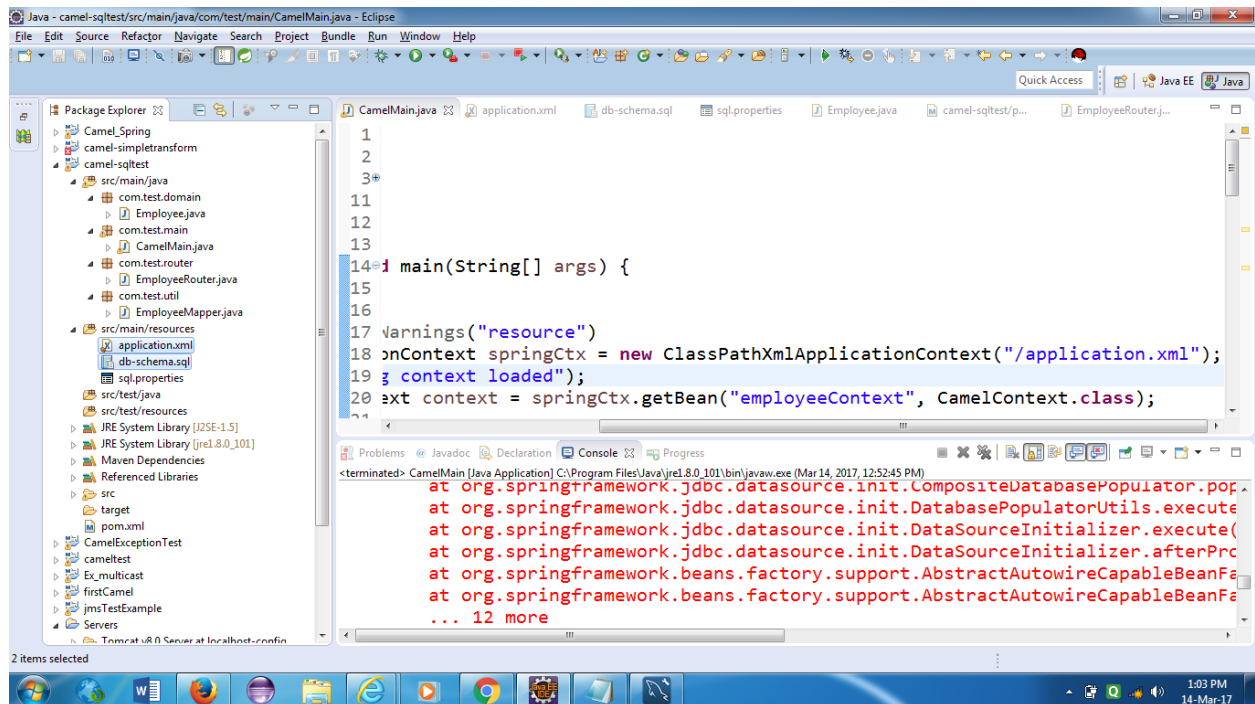 Java - camel-sqltest/src/main/java/com/test/main/CamelMain.java - Eclipse
File Edit Source Refactor Navigate Search Project Bundle Run Window Help
Quick Access Java EE Java
Package Explorer
Camel_Spring
camel-simpletransform
camel-sqltest
src/main/java
com.test.domain
Employee.java
com.test.main
CamelMain.java
com.test.router
EmployeeRouter.java
com.test.util
EmployeeMapper.java
src/main/resources
application.xml
db-schema.sql
sql.properties
src/test/java
src/test/resources
JRE System Library [J2SE-1.5]
JRE System Library [jre1.8.0_101]
Maven Dependencies
Referenced Libraries
src
target
pom.xml
CamelExceptionTest
cameltest
Ex_multicast
firstCamel
jmsTestExample
Servers
Tomcat v8.0 Server at localhost-config
CamelMain.java application.xml db-schema.sql sql.properties Employee.java camel-sqltest/p... EmployeeRouter.j...
1
2
3
11
12
13
14 d main(String[] args) {
15
16
17 Warnings("resource")
18 onContext springCtx = new ClassPathXmlApplicationContext("/application.xml");
19 g context loaded");
20 ext context = springCtx.getBean("employeeContext", CamelContext.class);
21
Problems @ Javadoc Declaration Console Progress
<terminated> CamelMain [Java Application] C:\Program Files\Java\jre1.8.0_101\bin\javaw.exe (Mar 14, 2017, 12:52:45 PM)
at org.springframework.jdbc.datasource.init.CompositeDatabasePopulator.pop
at org.springframework.jdbc.datasource.init.DatabasePopulatorUtils.execute
at org.springframework.jdbc.datasource.init.DataSourceInitializer.execute(
at org.springframework.jdbc.datasource.init.DataSourceInitializer.afterPro
at org.springframework.beans.factory.support.AbstractAutowireCapableBeanFa
at org.springframework.beans.factory.support.AbstractAutowireCapableBeanFa
... 12 more
2 items selected
1:03 PM
14-Mar-17